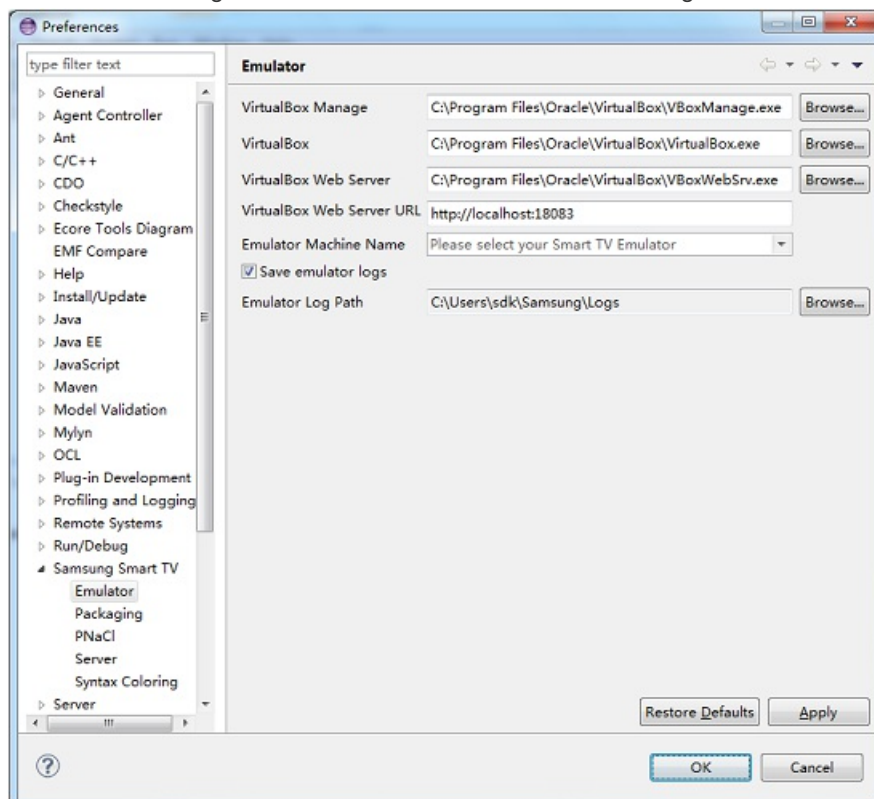 Preferences
type filter text
General
Agent Controller
Ant
C/C++
CDO
Checkstyle
Ecore Tools Diagram
EMF Compare
Help
Install/Update
Java
Java EE
JavaScript
Maven
Model Validation
Mylyn
OCL
Plug-in Development
Profiling and Logging
Remote Systems
Run/Debug
Samsung Smart TV
Emulator
Packaging
PNaCl
Server
Syntax Coloring
Server
Emulator
VirtualBox Manage C:\Program Files\Oracle\VirtualBox\VBoxManage.exe Browse...
VirtualBox C:\Program Files\Oracle\VirtualBox\VirtualBox.exe Browse...
VirtualBox Web Server C:\Program Files\Oracle\VirtualBox\VBoxWebSrv.exe Browse...
VirtualBox Web Server URL http://localhost:18083
Emulator Machine Name Please select your Smart TV Emulator
Save emulator logs
Emulator Log Path C:\Users\sdk\Samsung\Logs Browse...
Restore Defaults Apply
OK Cancel